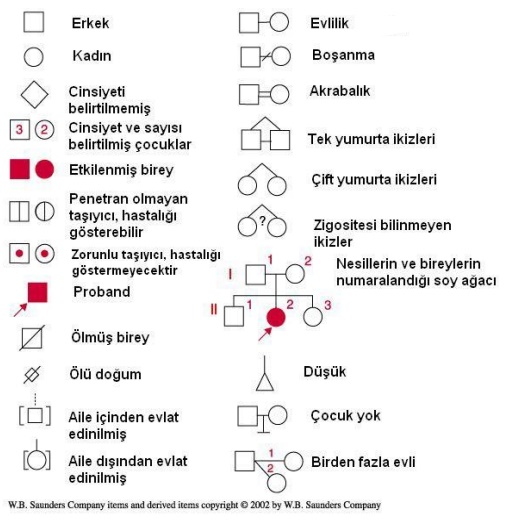 Erkek
Kadın
Cinsiyeti
belirtilmemiş
3 2 Cinsiyet ve sayısı
belirtilmiş çocuklar
Etkilenmiş birey
Penetran olmayan
taşıyıcı, hastalığı
gösterebilir
Zorunlu taşıyıcı, hastalığı
göstermeyecektir
Proband
Ölmüş birey
Ölü doğum
Aile içinden evlat
edinilmiş
Aile dışından evlat
edinilmiş
Evlilik
Boşanma
Akrabalık
Tek yumurta ikizleri
Çift yumurta ikizleri
? Zigositesi bilinmeyen
ikizler
I 1 2 Nesillerin ve bireylerin
numaralandığı soy ağacı
II 1 2 3
Düşük
Çocuk yok
1 2 Birden fazla evli
W.B. Saunders Company items and derived items copyright © 2002 by W.B. Saunders Company